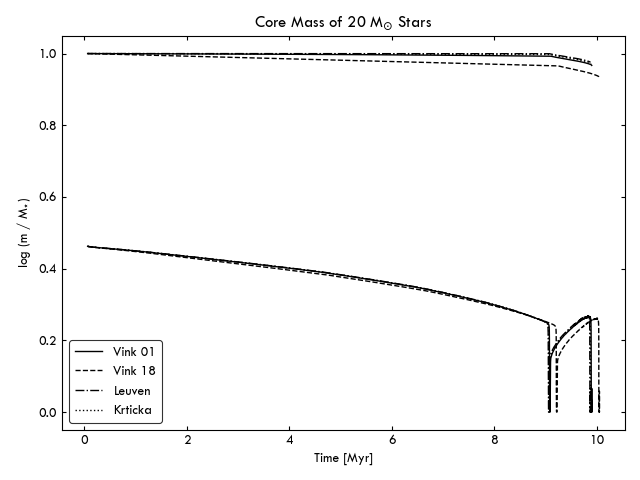 Core Mass of 20 M⊙ Stars
log (m / M⋆)
1.0
0.8
0.6
0.4
0.2
0.0
Vink 01
Vink 18
Leuven
Krticka
0 2 4 6 8 10
Time [Myr]